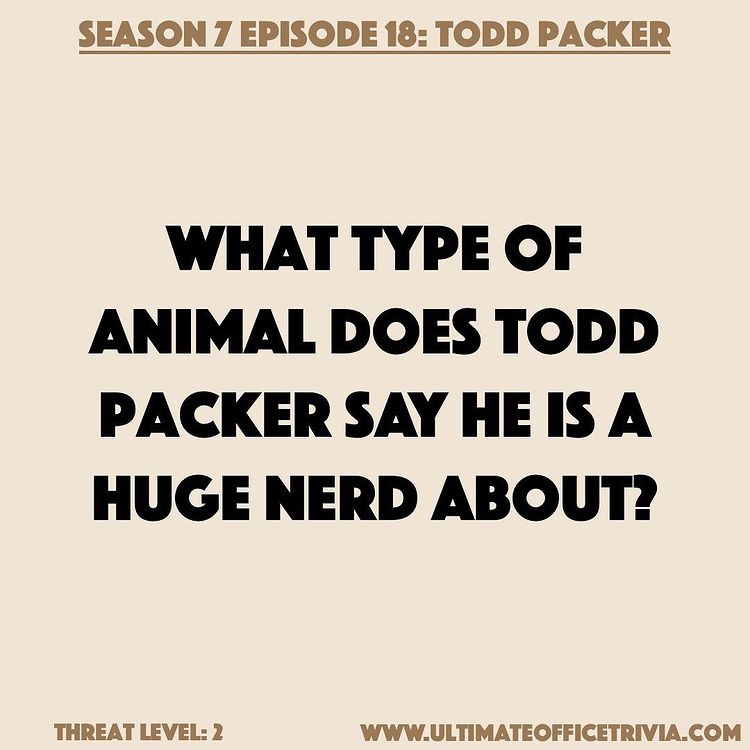 SEASON 7 EPISODE 18: TODD PACKER
WHAT TYPE OF
ANIMAL DOES TODD
PACKER SAY HE IS A
HUGE NERD ABOUT?
THREAT LEVEL: 2
WWW.ULTIMATEOFFICETRIVIA.COM